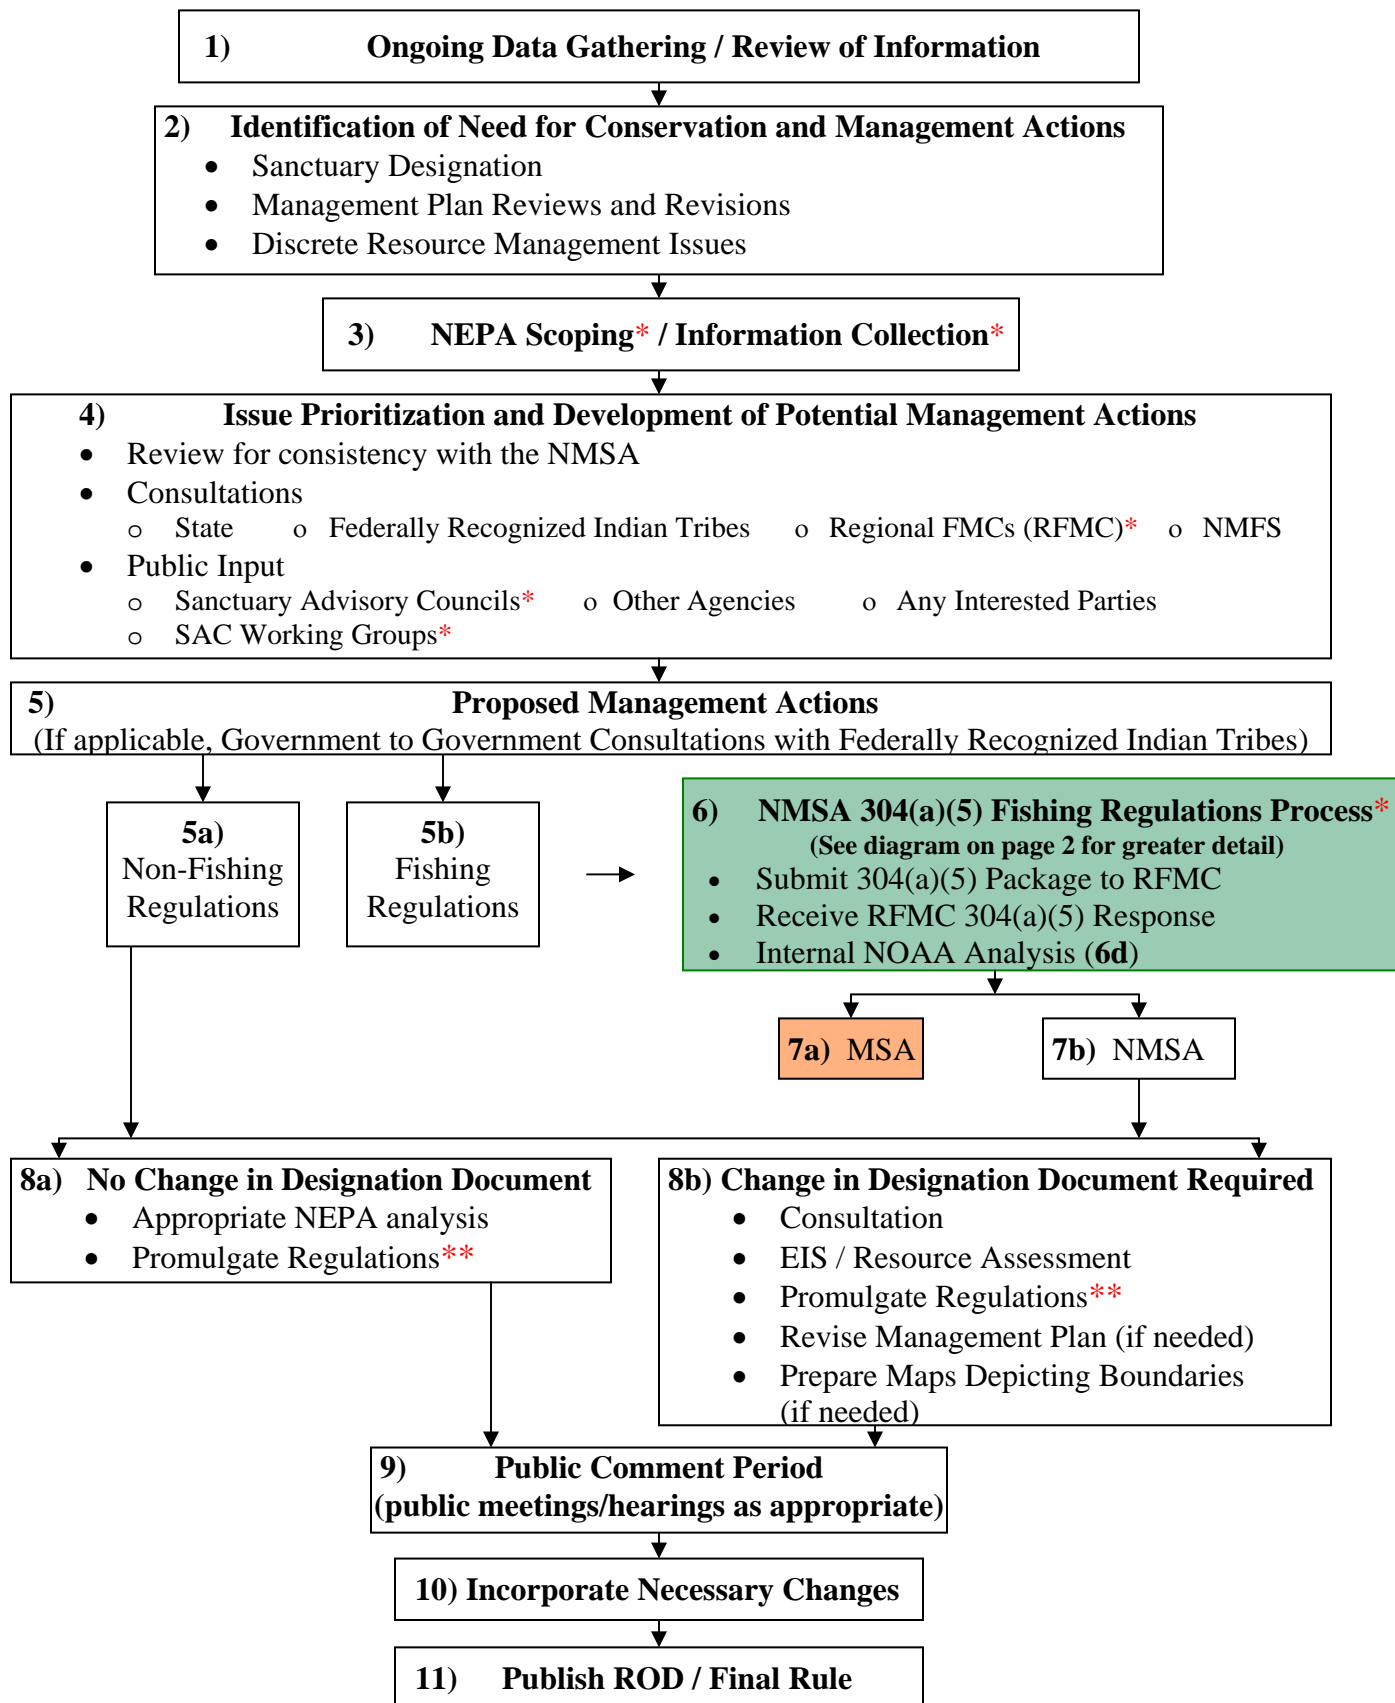 1) Ongoing Data Gathering / Review of Information
2) Identification of Need for Conservation and Management Actions
• Sanctuary Designation
• Management Plan Reviews and Revisions
• Discrete Resource Management Issues
3) NEPA Scoping* / Information Collection*
4) Issue Prioritization and Development of Potential Management Actions
• Review for consistency with the NMSA
• Consultations
o State o Federally Recognized Indian Tribes o Regional FMCs (RFMC)* o NMFS
• Public Input
o Sanctuary Advisory Councils* o Other Agencies o Any Interested Parties
o SAC Working Groups*
5) Proposed Management Actions
(If applicable, Government to Government Consultations with Federally Recognized Indian Tribes)
5a)
Non-Fishing
Regulations
5b)
Fishing
Regulations
6) NMSA 304(a)(5) Fishing Regulations Process*
(See diagram on page 2 for greater detail)
• Submit 304(a)(5) Package to RFMC
• Receive RFMC 304(a)(5) Response
• Internal NOAA Analysis (6d)
7a) MSA
7b) NMSA
8a) No Change in Designation Document
• Appropriate NEPA analysis
• Promulgate Regulations**
8b) Change in Designation Document Required
• Consultation
• EIS / Resource Assessment
• Promulgate Regulations**
• Revise Management Plan (if needed)
• Prepare Maps Depicting Boundaries
(if needed)
9) Public Comment Period
(public meetings/hearings as appropriate)
10) Incorporate Necessary Changes
11) Publish ROD / Final Rule